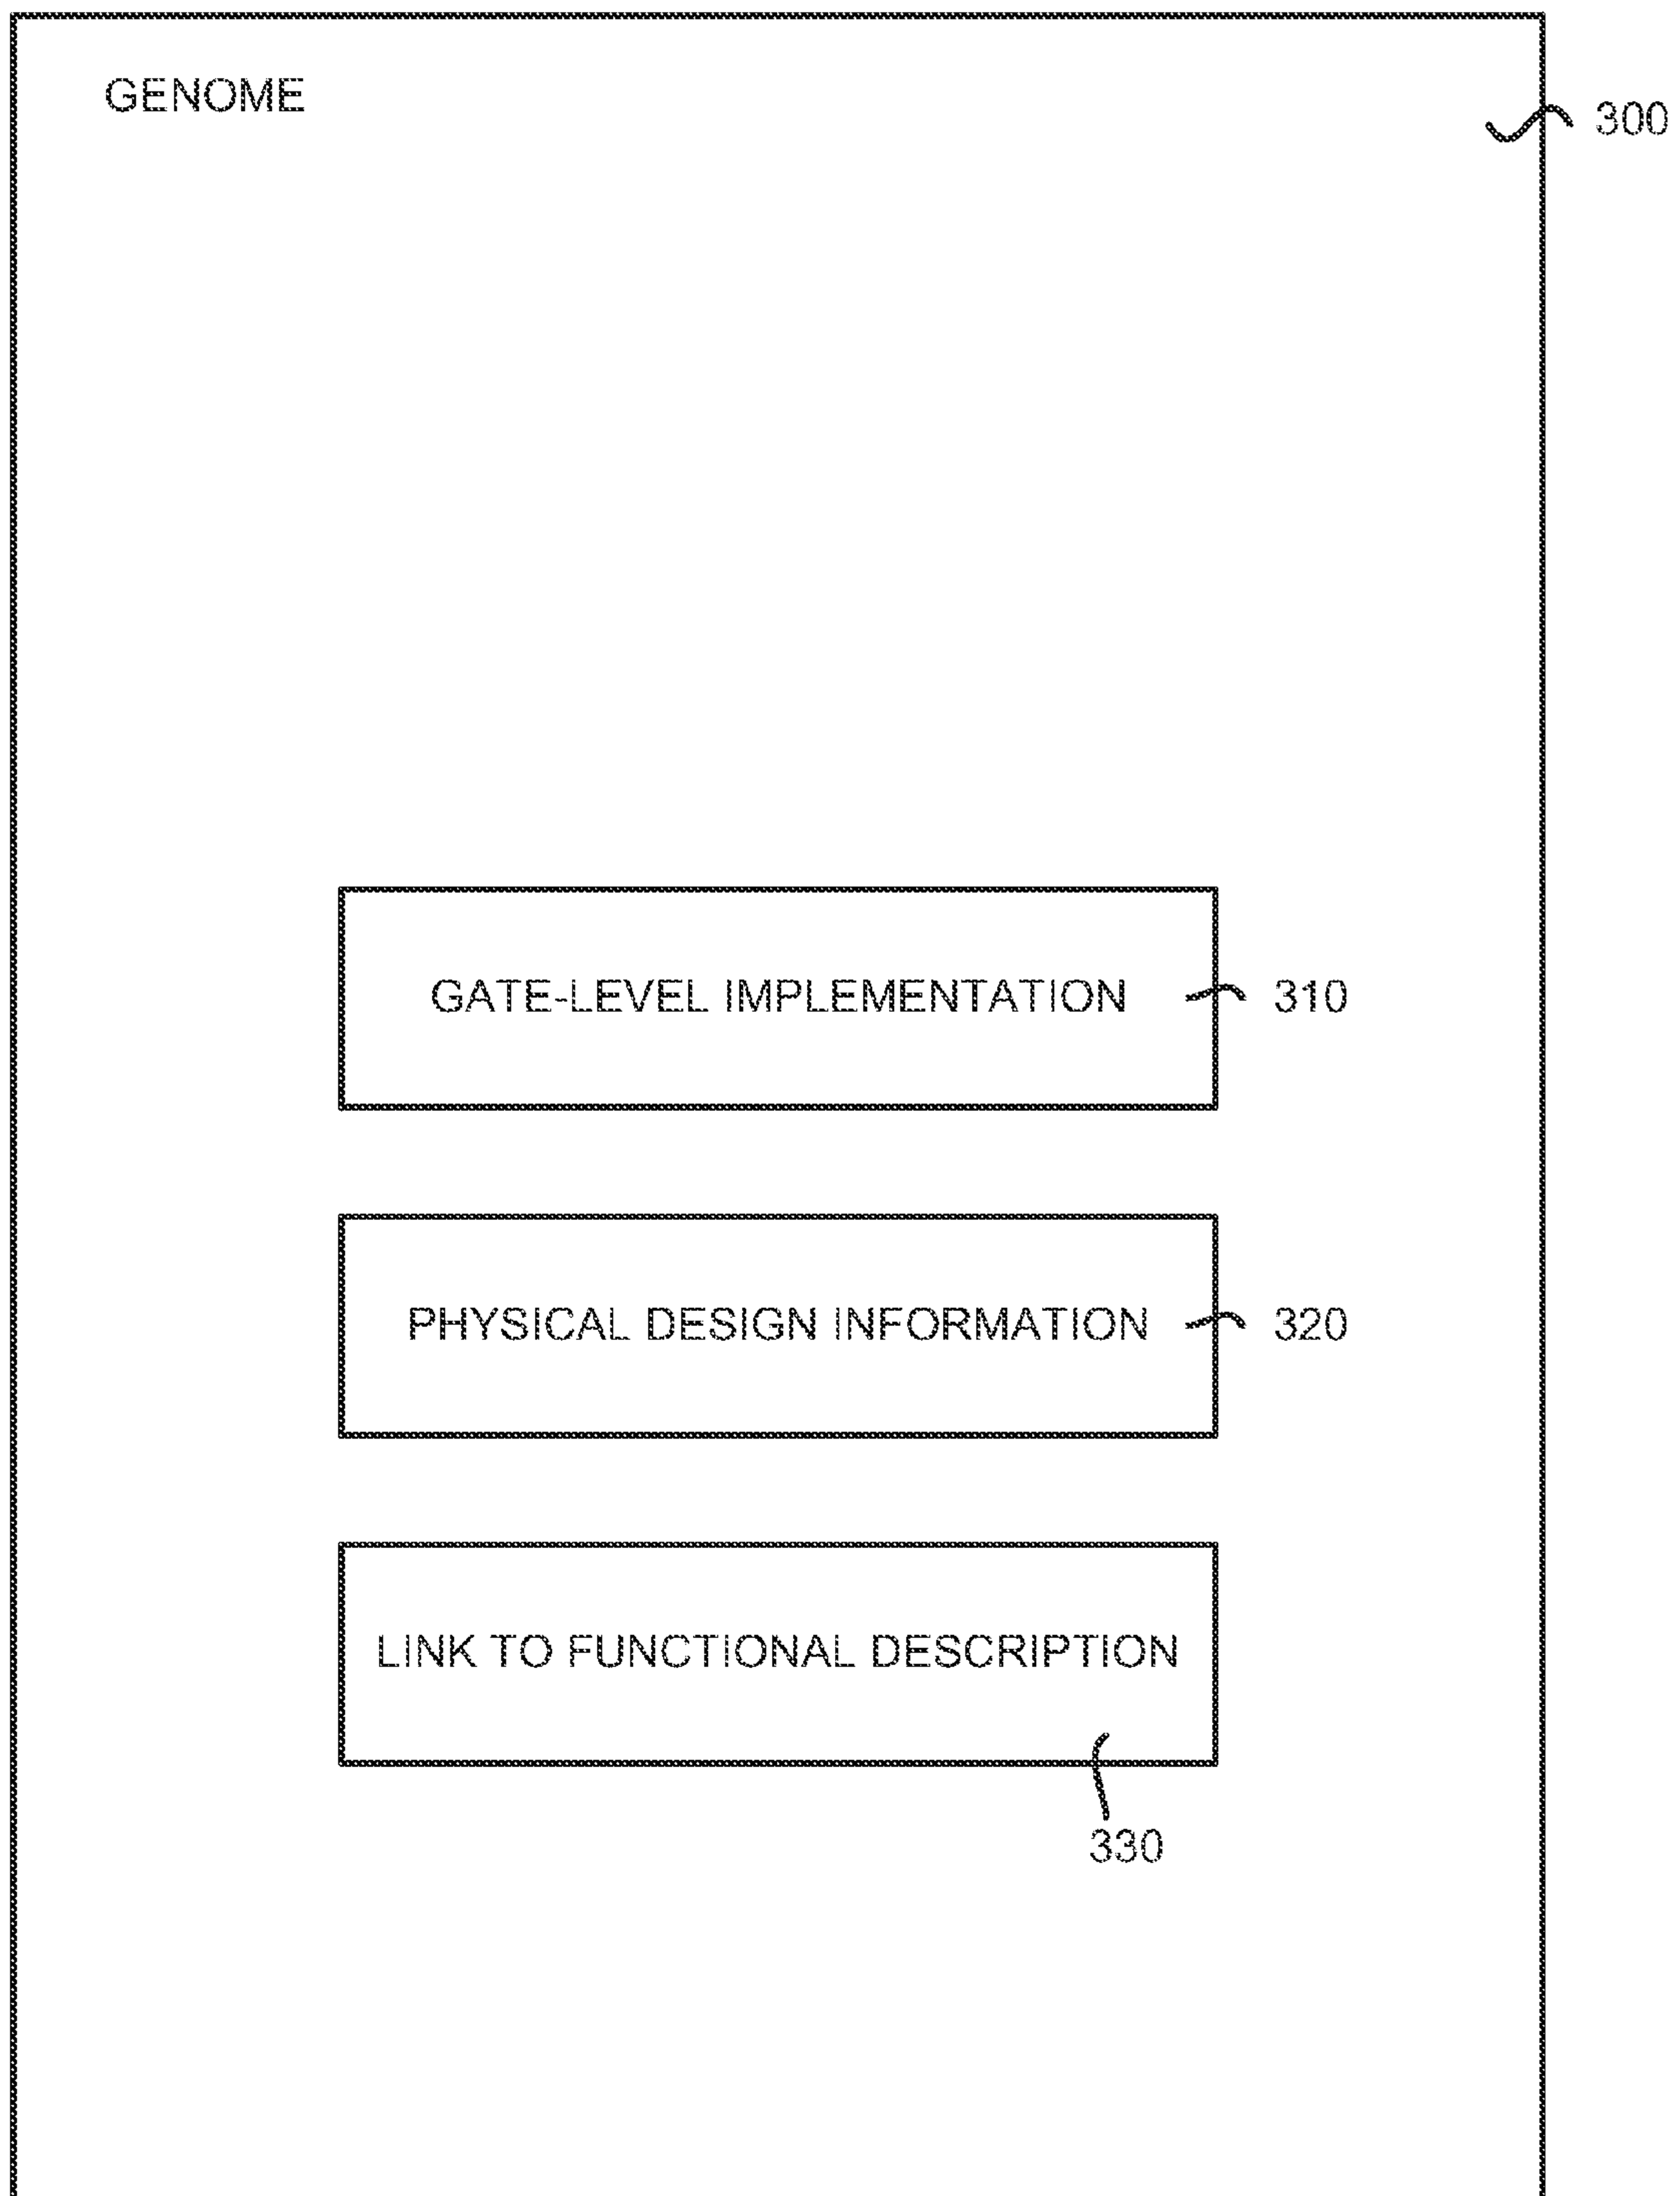 GENOME
300
GATE-LEVEL IMPLEMENTATION 310
PHYSICAL DESIGN INFORMATION 320
LINK TO FUNCTIONAL DESCRIPTION
330